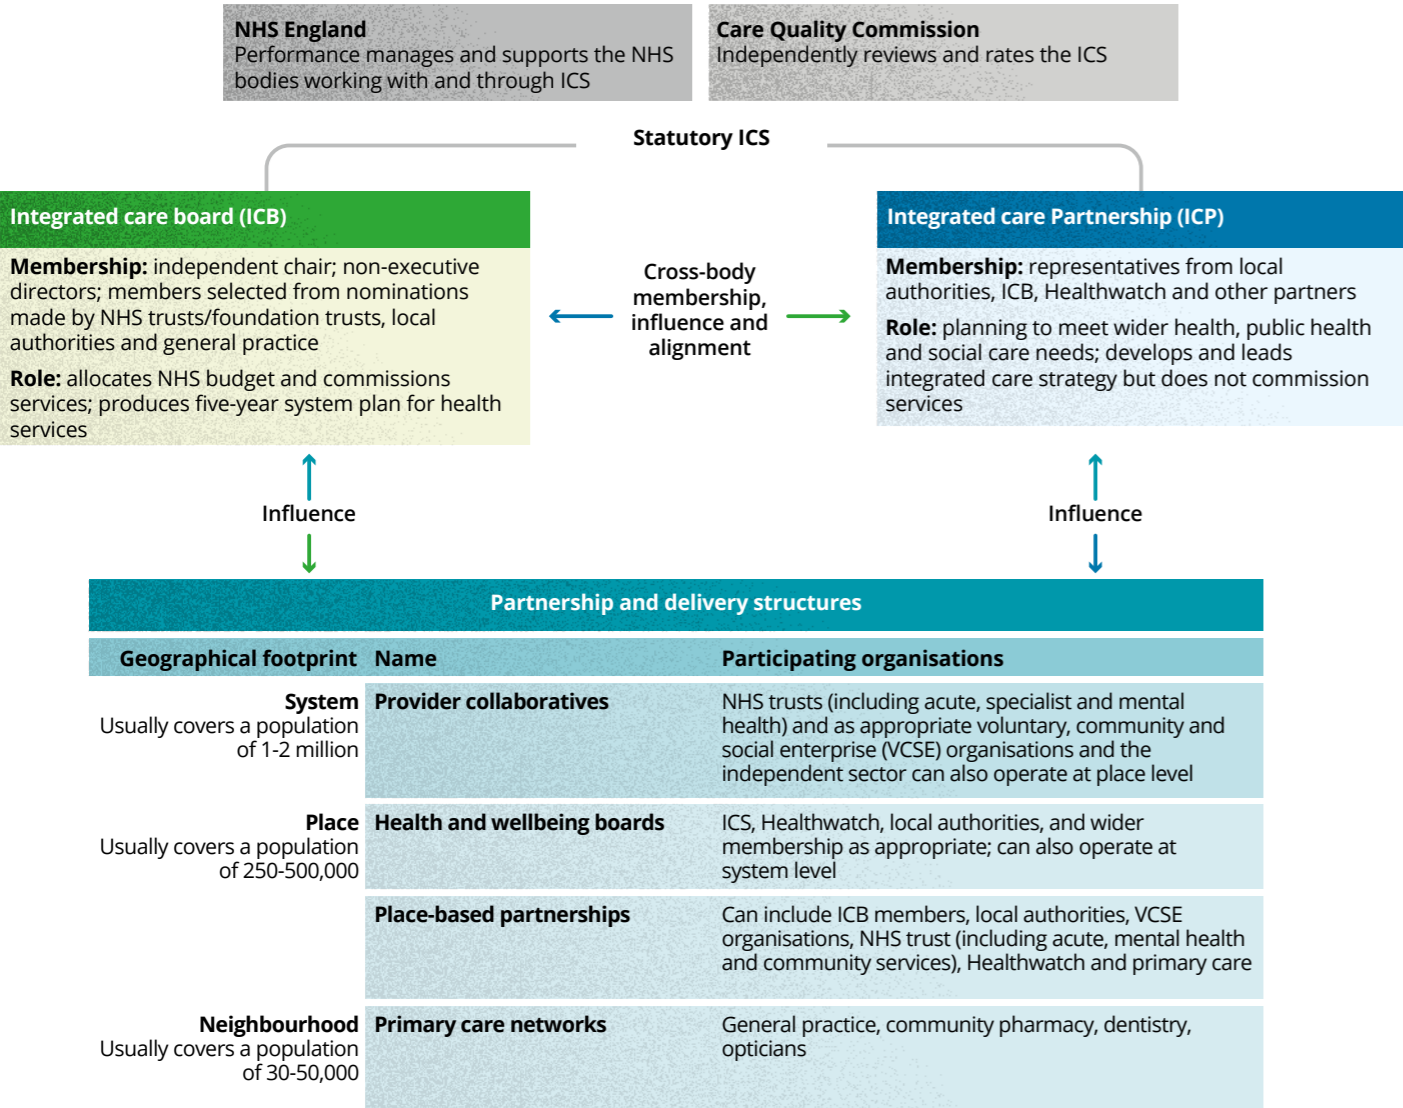 NHS England
Performance manages and supports the NHS
bodies working with and through ICS
Care Quality Commission
Independently reviews and rates the ICS
Statutory ICS
Integrated care board (ICB)
Membership: independent chair; non-executive
directors; members selected from nominations
made by NHS trusts/foundation trusts, local
authorities and general practice
Role: allocates NHS budget and commissions
services; produces five-year system plan for health
services
Cross-body
membership,
influence and
alignment
Integrated care Partnership (ICP)
Membership: representatives from local
authorities, ICB, Healthwatch and other partners
Role: planning to meet wider health, public health
and social care needs; develops and leads
integrated care strategy but does not commission
services
Influence
Influence
Partnership and delivery structures
Geographical footprint
Name
Participating organisations
System
Usually covers a population
of 1-2 million
Provider collaboratives
NHS trusts (including acute, specialist and mental
health) and as appropriate voluntary, community and
social enterprise (VCSE) organisations and the
independent sector can also operate at place level
Place
Usually covers a population
of 250-500,000
Health and wellbeing boards
ICS, Healthwatch, local authorities, and wider
membership as appropriate; can also operate at
system level
Place-based partnerships
Can include ICB members, local authorities, VCSE
organisations, NHS trust (including acute, mental health
and community services), Healthwatch and primary care
Neighbourhood
Usually covers a population
of 30-50,000
Primary care networks
General practice, community pharmacy, dentistry,
opticians